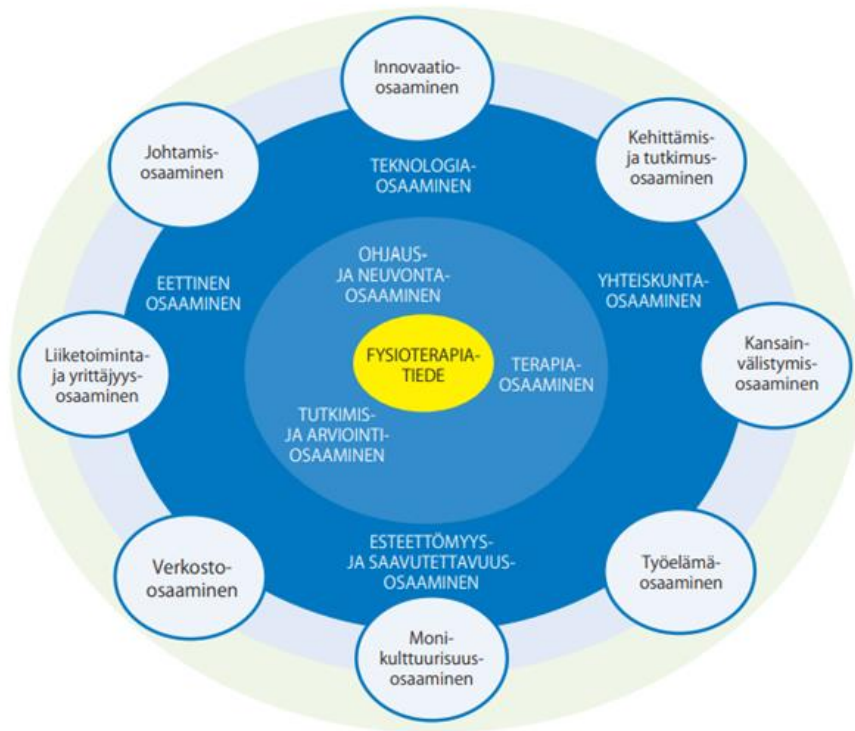 Innovaatio-
osaaminen
Johtamis-
osaaminen
Kehittämis-
ja tutkimus-
osaaminen
TEKNOLOGIA-
OSAAMINEN
OHJAUS-
JA NEUVONTA-
OSAAMINEN
EETTINEN
OSAAMINEN
YHTEISKUNTA-
OSAAMINEN
Liiketoiminta-
ja yrittäjyys-
osaaminen
FYSIOTERAPIA-
TIEDE
TERAPIA-
OSAAMINEN
Kansain-
välistymis-
osaaminen
TUTKIMIS-
JA ARVIOINTI-
OSAAMINEN
Verkosto-
osaaminen
ESTEETTÖMYYS-
JA SAAVUTETTAVUUS-
OSAAMINEN
Työelämä-
osaaminen
Moni-
kulttuurisuus-
osaaminen